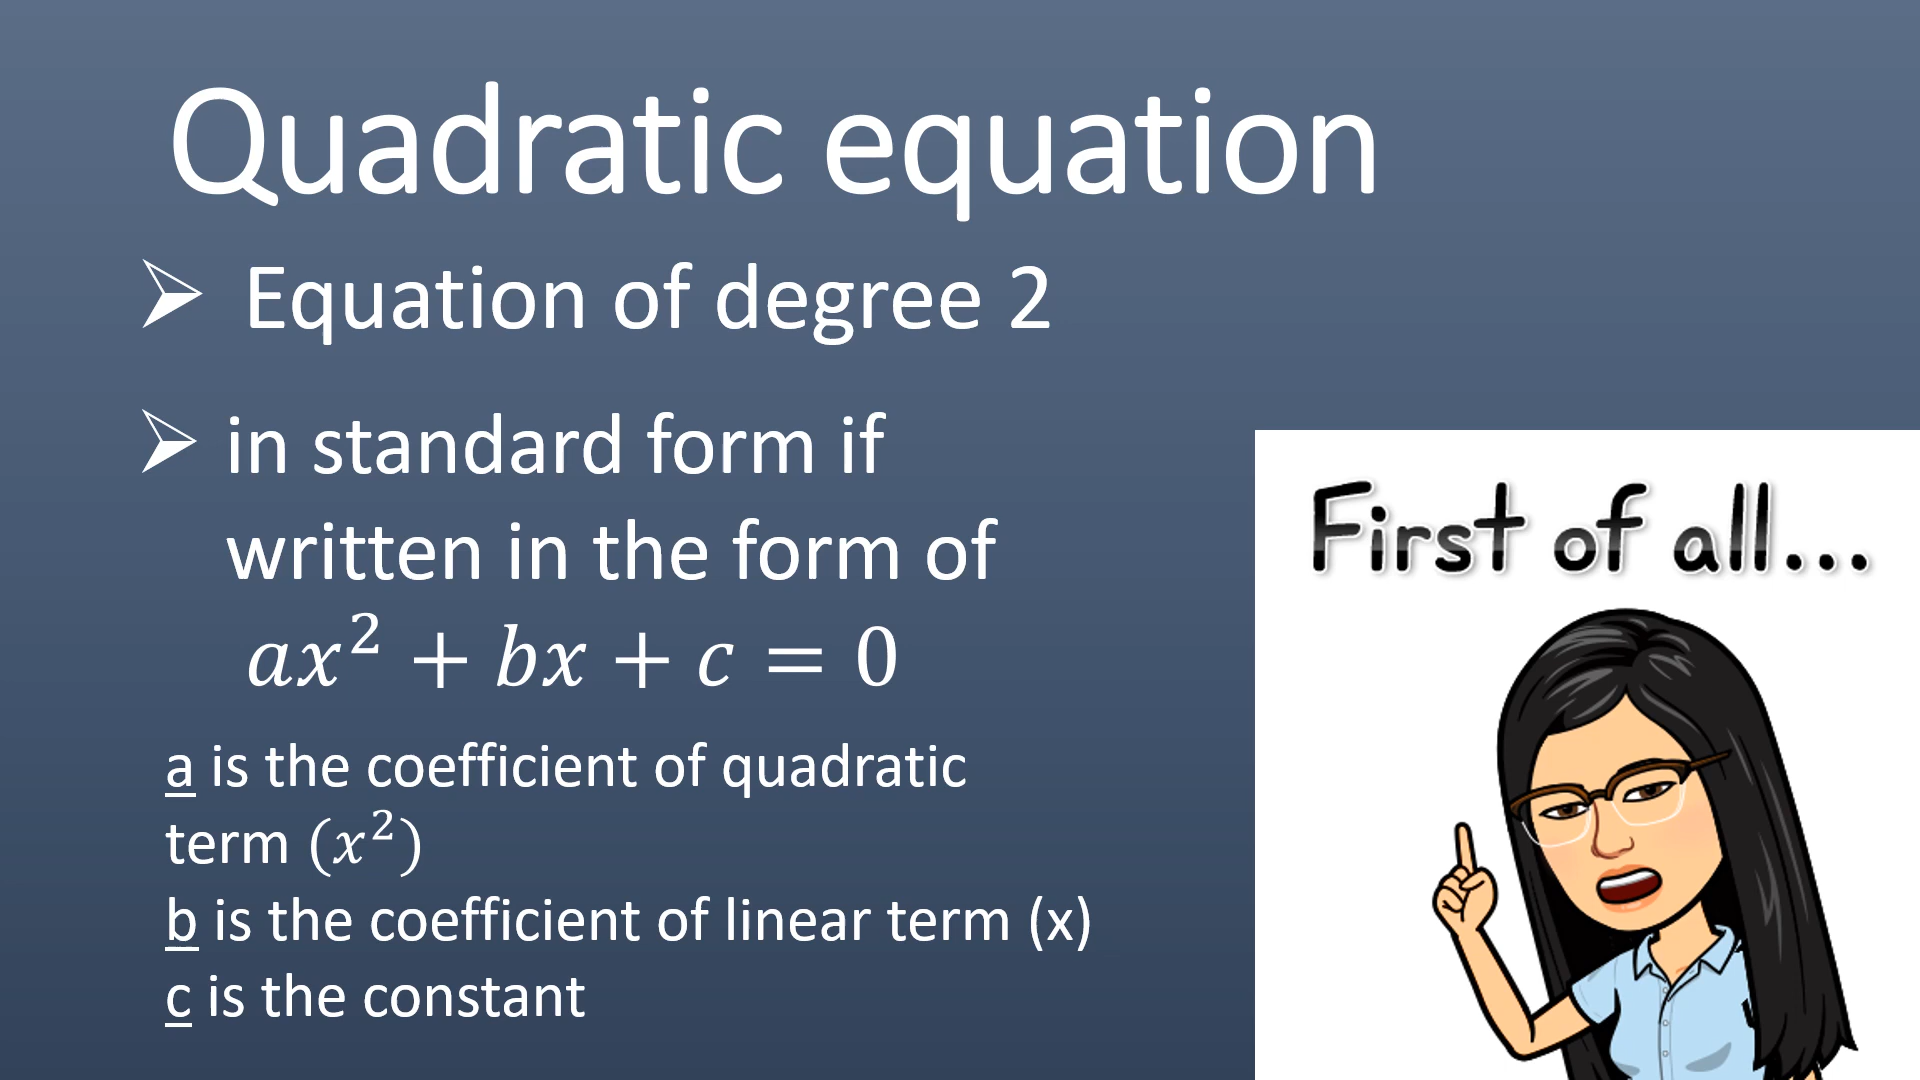 Quadratic equation
➢ Equation of degree 2
➢ in standard form if
written in the form of
ax² + bx + c = 0
a is the coefficient of quadratic
term (x²)
b is the coefficient of linear term (x)
c is the constant
First of all...